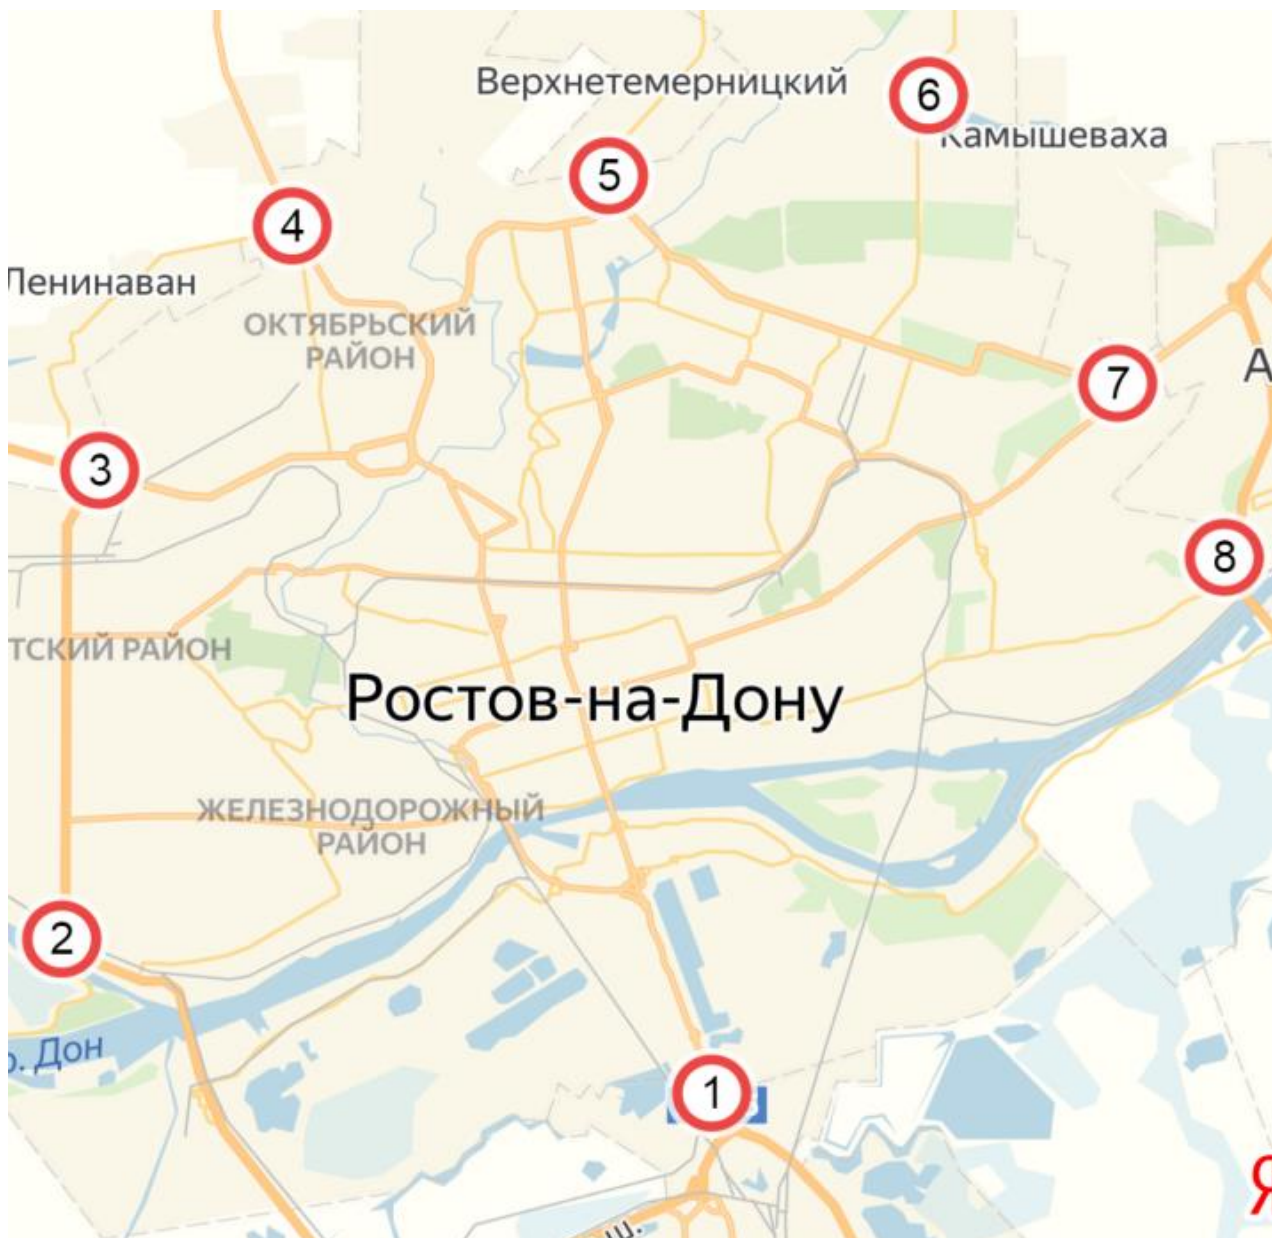 Верхнетемерницкий
6
Камышеваха
5
4
Ленинаван
ОКТЯБРЬСКИЙ
РАЙОН
А
7
3
8
ТСКИЙ РАЙОН
Ростов-на-Дону
ЖЕЛЕЗНОДОРОЖНЫЙ
РАЙОН
2
р. Дон
1
Я
ш.